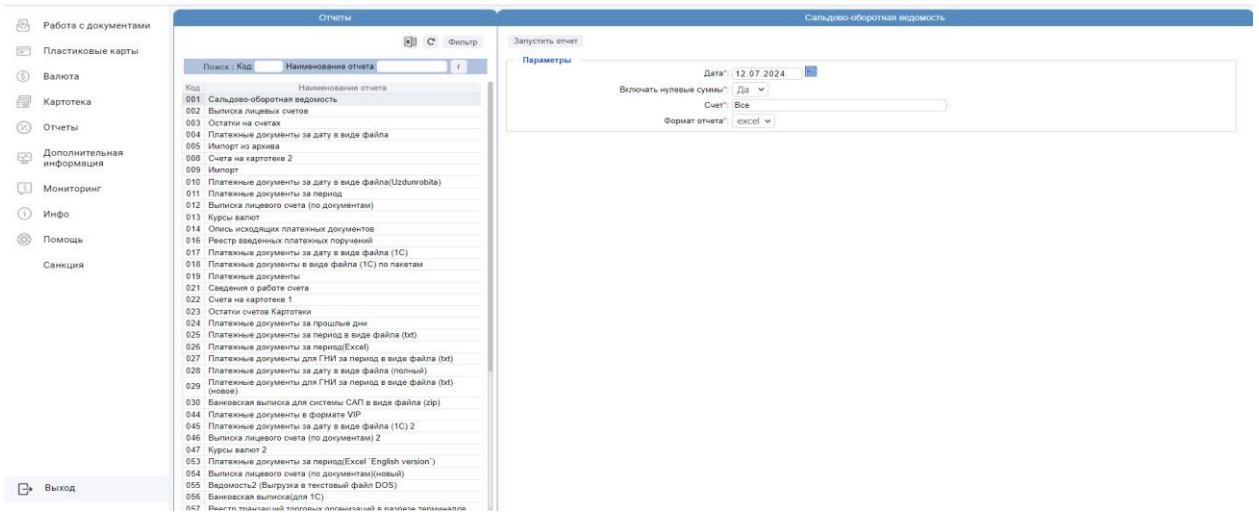 Работа с документами
Пластиковые карты
Валюта
Картотека
Отчеты
Дополнительная
информация
Мониторинг
Инфо
Помощь
Санкция
Выход
Отчеты
Фильтр
Поиск : Код: Наименование отчета:
Код Наименование отчета
001 Сальдово-оборотная ведомость
002 Выписка лицевых счетов
003 Остатки на счетах
004 Платежные документы за дату в виде файла
005 Импорт из архива
008 Счета на картотеке 2
009 Импорт
010 Платежные документы за дату в виде файла(Uzdunrobita)
011 Платежные документы за период
012 Выписка лицевого счета (по документам)
013 Курсы валют
014 Опись исходящих платежных документов
016 Реестр введенных платежных поручений
017 Платежные документы за дату в виде файла (1С)
018 Платежные документы в виде файла (1С) по пакетам
019 Платежные документы
021 Сведения о работе счета
022 Счета на картотеке 1
023 Остатки счетов Картотеки
024 Платежные документы за прошлые дни
025 Платежные документы за период в виде файла (txt)
026 Платежные документы за период(Excel)
027 Платежные документы для ГНИ за период в виде файла (txt)
028 Платежные документы за дату в виде файла (полный)
029 Платежные документы для ГНИ за период в виде файла (txt)
(новое)
030 Банковская выписка для системы САП в виде файла (zip)
044 Платежные документы в формате VIP
045 Платежные документы за дату в виде файла (1С) 2
046 Выписка лицевого счета (по документам) 2
047 Курсы валют 2
053 Платежные документы за период(Excel `English version`)
054 Выписка лицевого счета (по документам)(новый)
055 Ведомость2 (Выгрузка в текстовый файл DOS)
056 Банковская выписка(для 1С)
057 Реестр транзакций торговых организаций в разрезе терминалов
Сальдово-оборотная ведомость
Запустить отчет
Параметры
Дата*: 12.07.2024
Включать нулевые суммы*: Да
Счет*: Все
Формат отчета*: excel